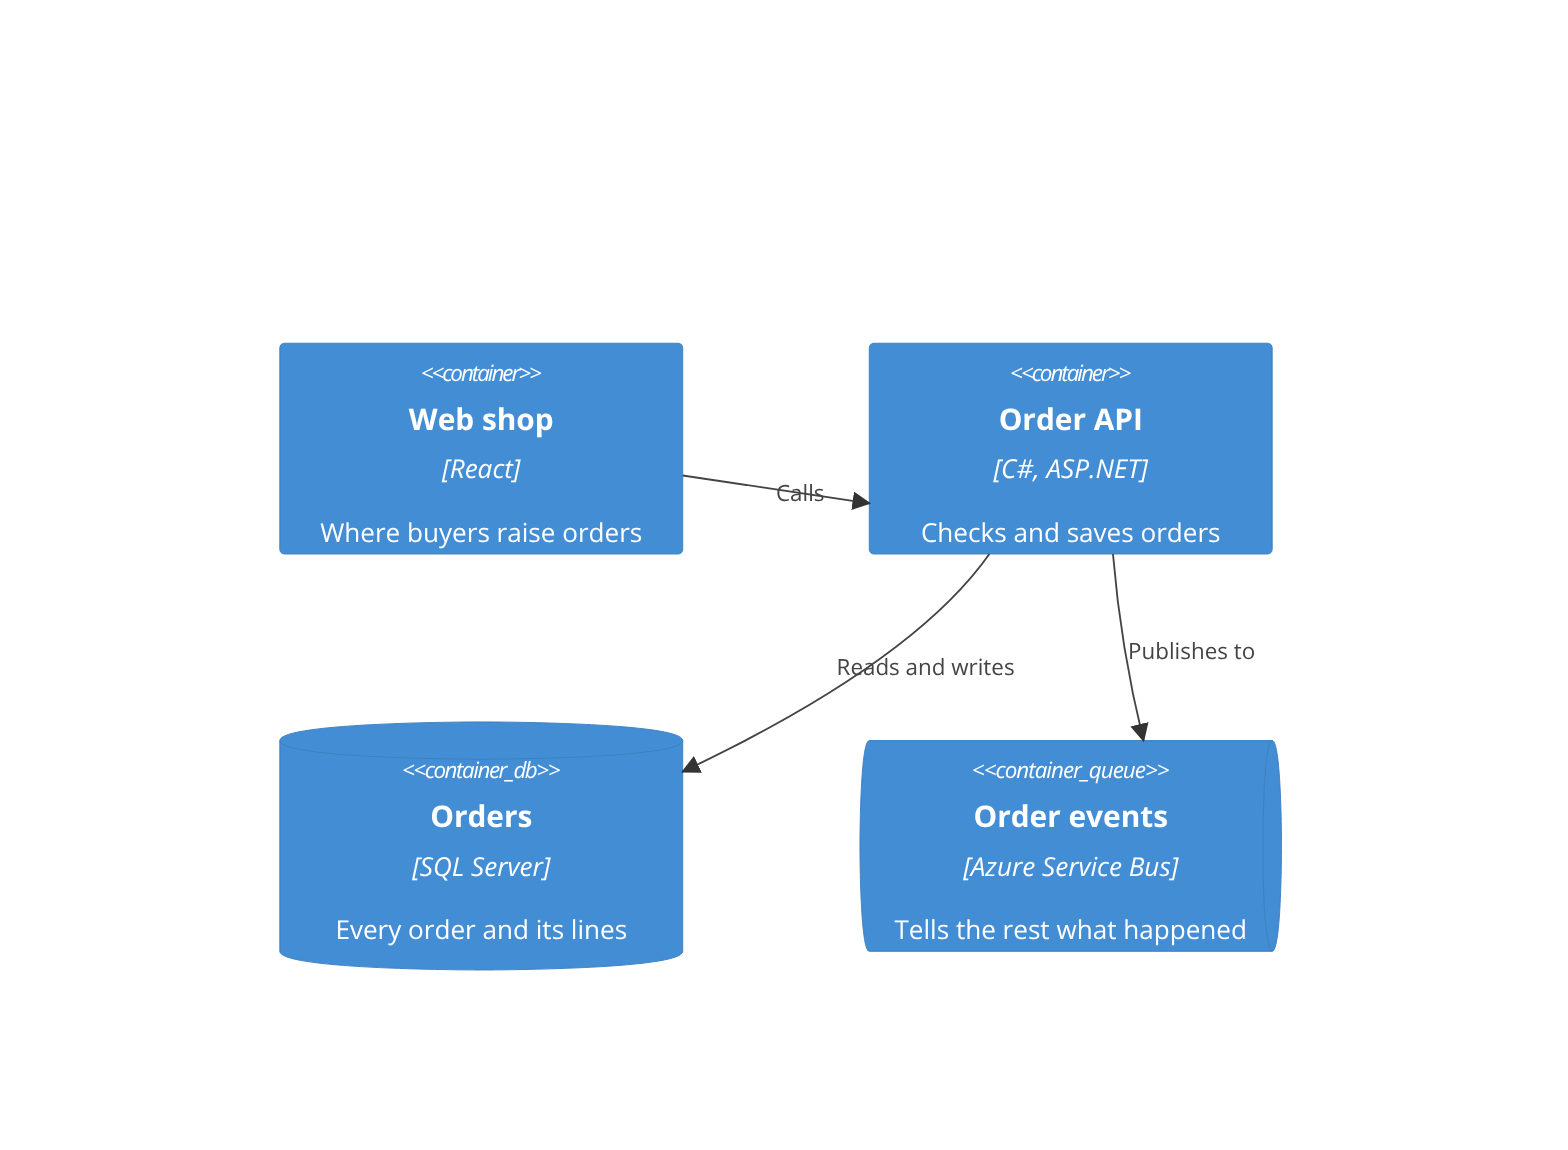 <<container>>
Web shop
[React]
Where buyers raise orders
<<container>>
Order API
[C#, ASP.NET]
Checks and saves orders
Calls
Reads and writes
Publishes to
<<container_db>>
Orders
[SQL Server]
Every order and its lines
<<container_queue>>
Order events
[Azure Service Bus]
Tells the rest what happened